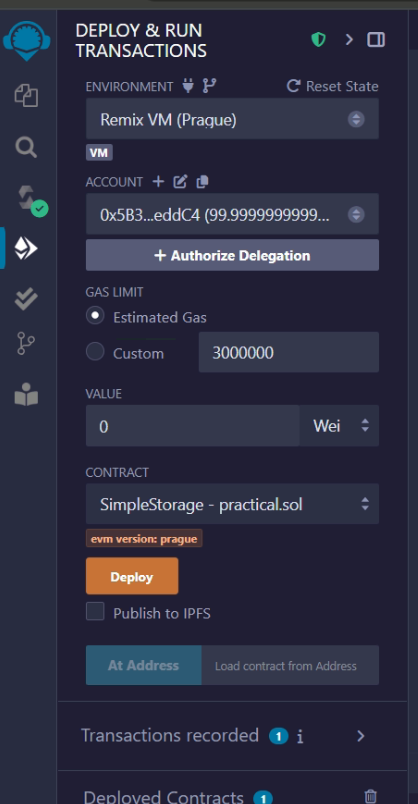 DEPLOY & RUN
TRANSACTIONS
ENVIRONMENT
Reset State
Remix VM (Prague)
VM
ACCOUNT
0x5B3...eddC4 (99.9999999999...
+ Authorize Delegation
GAS LIMIT
Estimated Gas
Custom
3000000
VALUE
0
Wei
CONTRACT
SimpleStorage - practical.sol
evm version: prague
Deploy
Publish to IPFS
At Address
Load contract from Address
Transactions recorded 1 i
Deployed Contracts 1